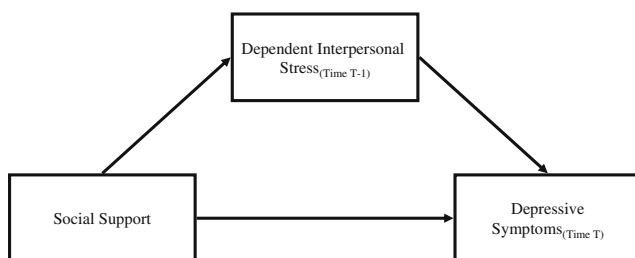 Dependent Interpersonal
Stress(Time T-1)
Social Support
Depressive
Symptoms(Time T)